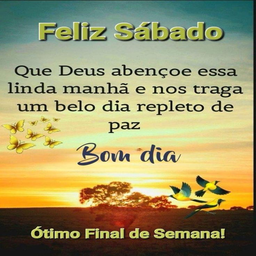 Feliz Sábado
Que Deus abençoe essa
linda manhã e nos traga
um belo dia repleto de
paz
Bom dia
Ótimo Final de Semana!